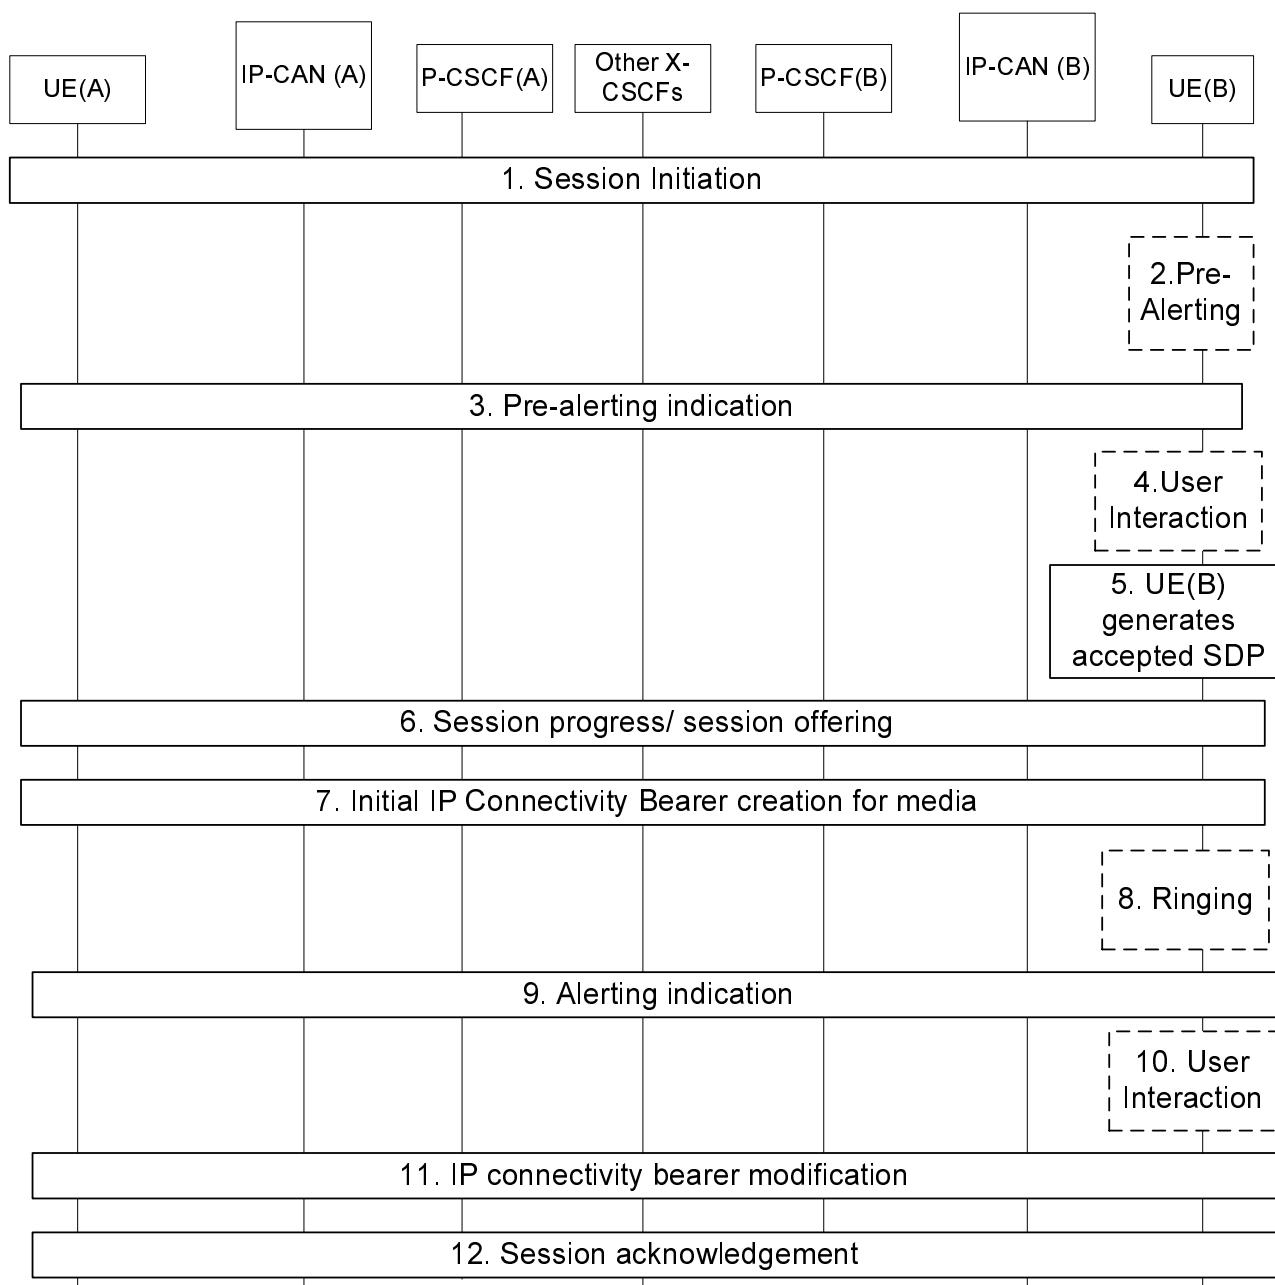 UE(A)
IP-CAN (A)
P-CSCF(A)
Other X-
CSCFs
P-CSCF(B)
IP-CAN (B)
UE(B)
1. Session Initiation
2.Pre-
Alerting
3. Pre-alerting indication
4.User
Interaction
5. UE(B)
generates
accepted SDP
6. Session progress/ session offering
7. Initial IP Connectivity Bearer creation for media
8. Ringing
9. Alerting indication
10. User
Interaction
11. IP connectivity bearer modification
12. Session acknowledgement